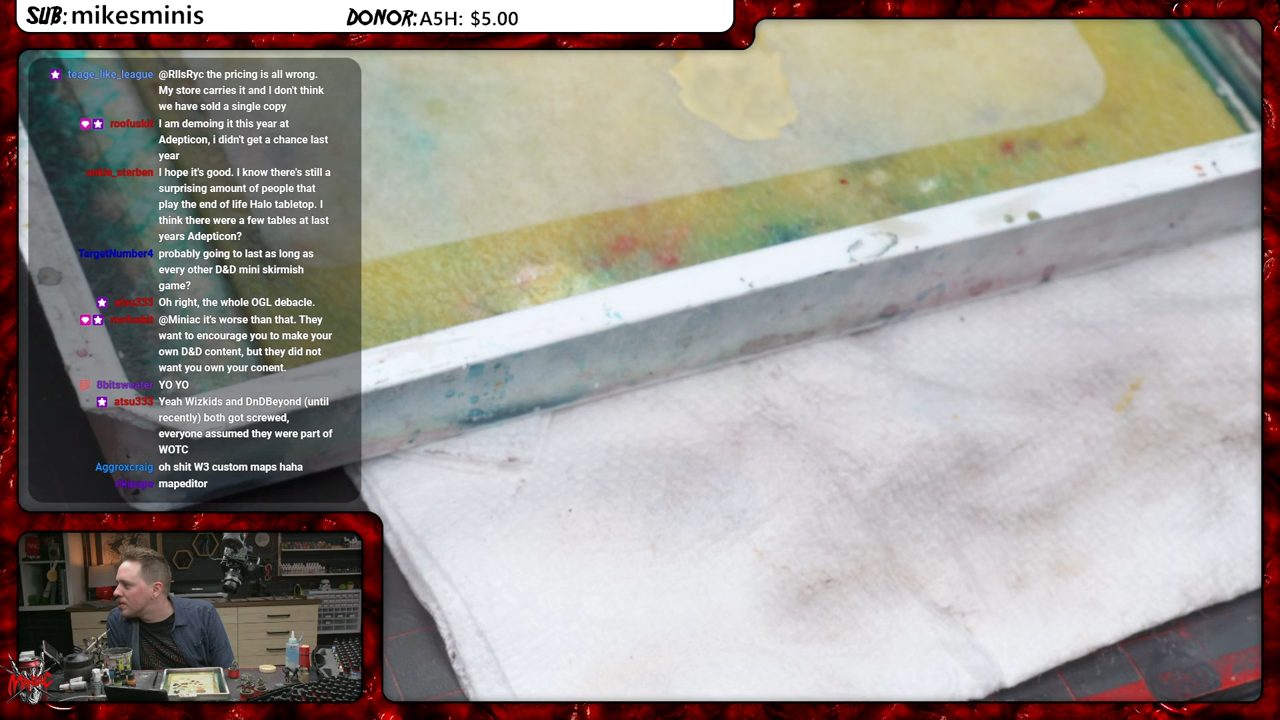 SUB: mikesminis DONOR: A5H: $5.00
teage_like_league @RllsRyc the pricing is all wrong.
My store carries it and I don't think
we have sold a single copy
roofuskit I am demoing it this year at
Adepticon, i didn't get a chance last
year
I hope it's good. I know there's still a
surprising amount of people that
play the end of life Halo tabletop. I
think there were a few tables at last
years Adepticon?
TargetNumber4 probably going to last as long as
every other D&D mini skirmish
game?
atsu333 Oh right, the whole OGL debacle.
@Miniac it's worse than that. They
want to encourage you to make your
own D&D content, but they did not
want you own your conent.
8bitsweater YO YO
atsu333 Yeah Wizkids and DnDBeyond (until
recently) both got screwed,
everyone assumed they were part of
WOTC
Aggroxcraig oh shit W3 custom maps haha
mapeditor
MINIAC